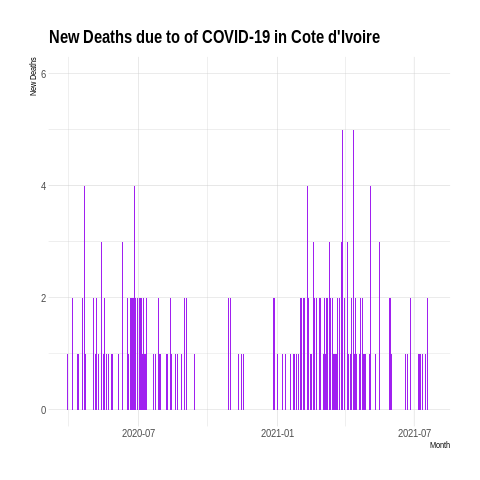 New Deaths due to of COVID-19 in Cote d'Ivoire
New Deaths
6
4
2
0
2020-07
2021-01
2021-07
Month